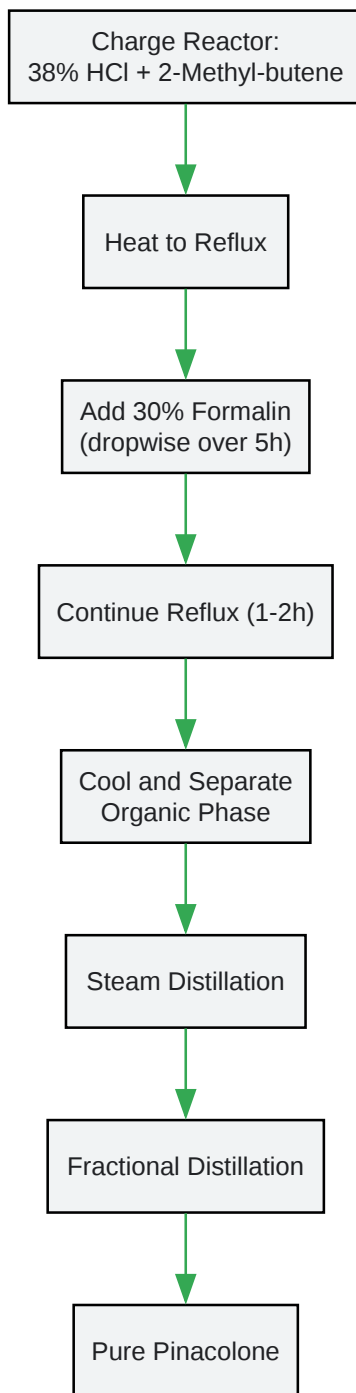 Charge Reactor:
38% HCl + 2-Methyl-butene
Heat to Reflux
Add 30% Formalin
(dropwise over 5h)
Continue Reflux (1-2h)
Cool and Separate
Organic Phase
Steam Distillation
Fractional Distillation
Pure Pinacolone